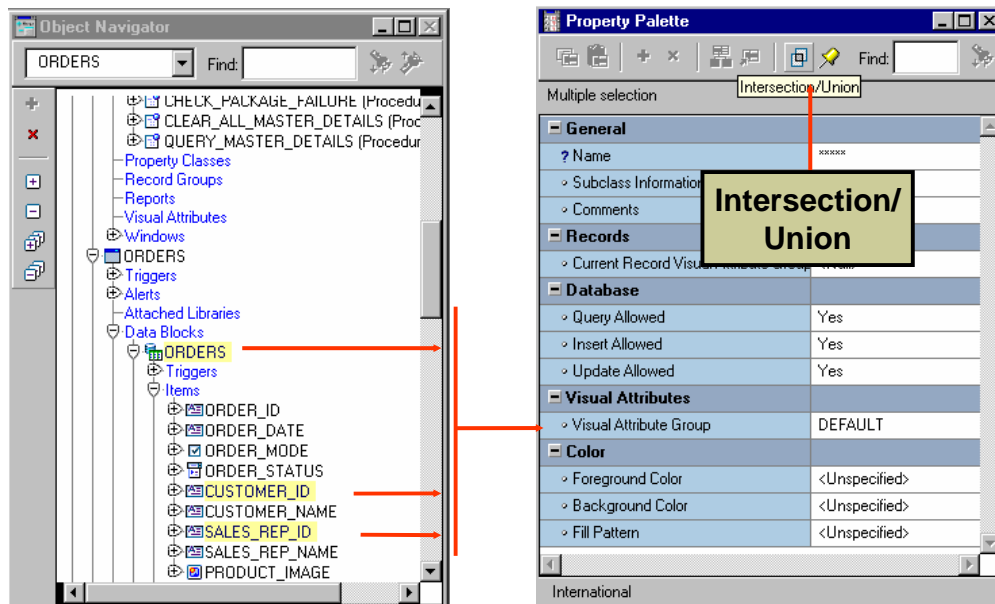 Object Navigator
ORDERS
Find:
CHECK_PACKAGE_FAILURE (Procedu
CLEAR_ALL_MASTER_DETAILS (Proc
QUERY_MASTER_DETAILS (Procedur
Property Classes
Record Groups
Reports
Visual Attributes
Windows
ORDERS
Triggers
Alerts
Attached Libraries
Data Blocks
ORDERS
Triggers
Items
ORDER_ID
ORDER_DATE
ORDER_MODE
ORDER_STATUS
CUSTOMER_ID
CUSTOMER_NAME
SALES_REP_ID
SALES_REP_NAME
PRODUCT_IMAGE
Property Palette
Find:
Intersection/Union
Multiple selection
General
? Name *****
Subclass Information
Comments
Intersection/
Union
Records
Current Record Visual Attribute Group
Database
Query Allowed Yes
Insert Allowed Yes
Update Allowed Yes
Visual Attributes
Visual Attribute Group DEFAULT
Color
Foreground Color <Unspecified>
Background Color <Unspecified>
Fill Pattern <Unspecified>
International